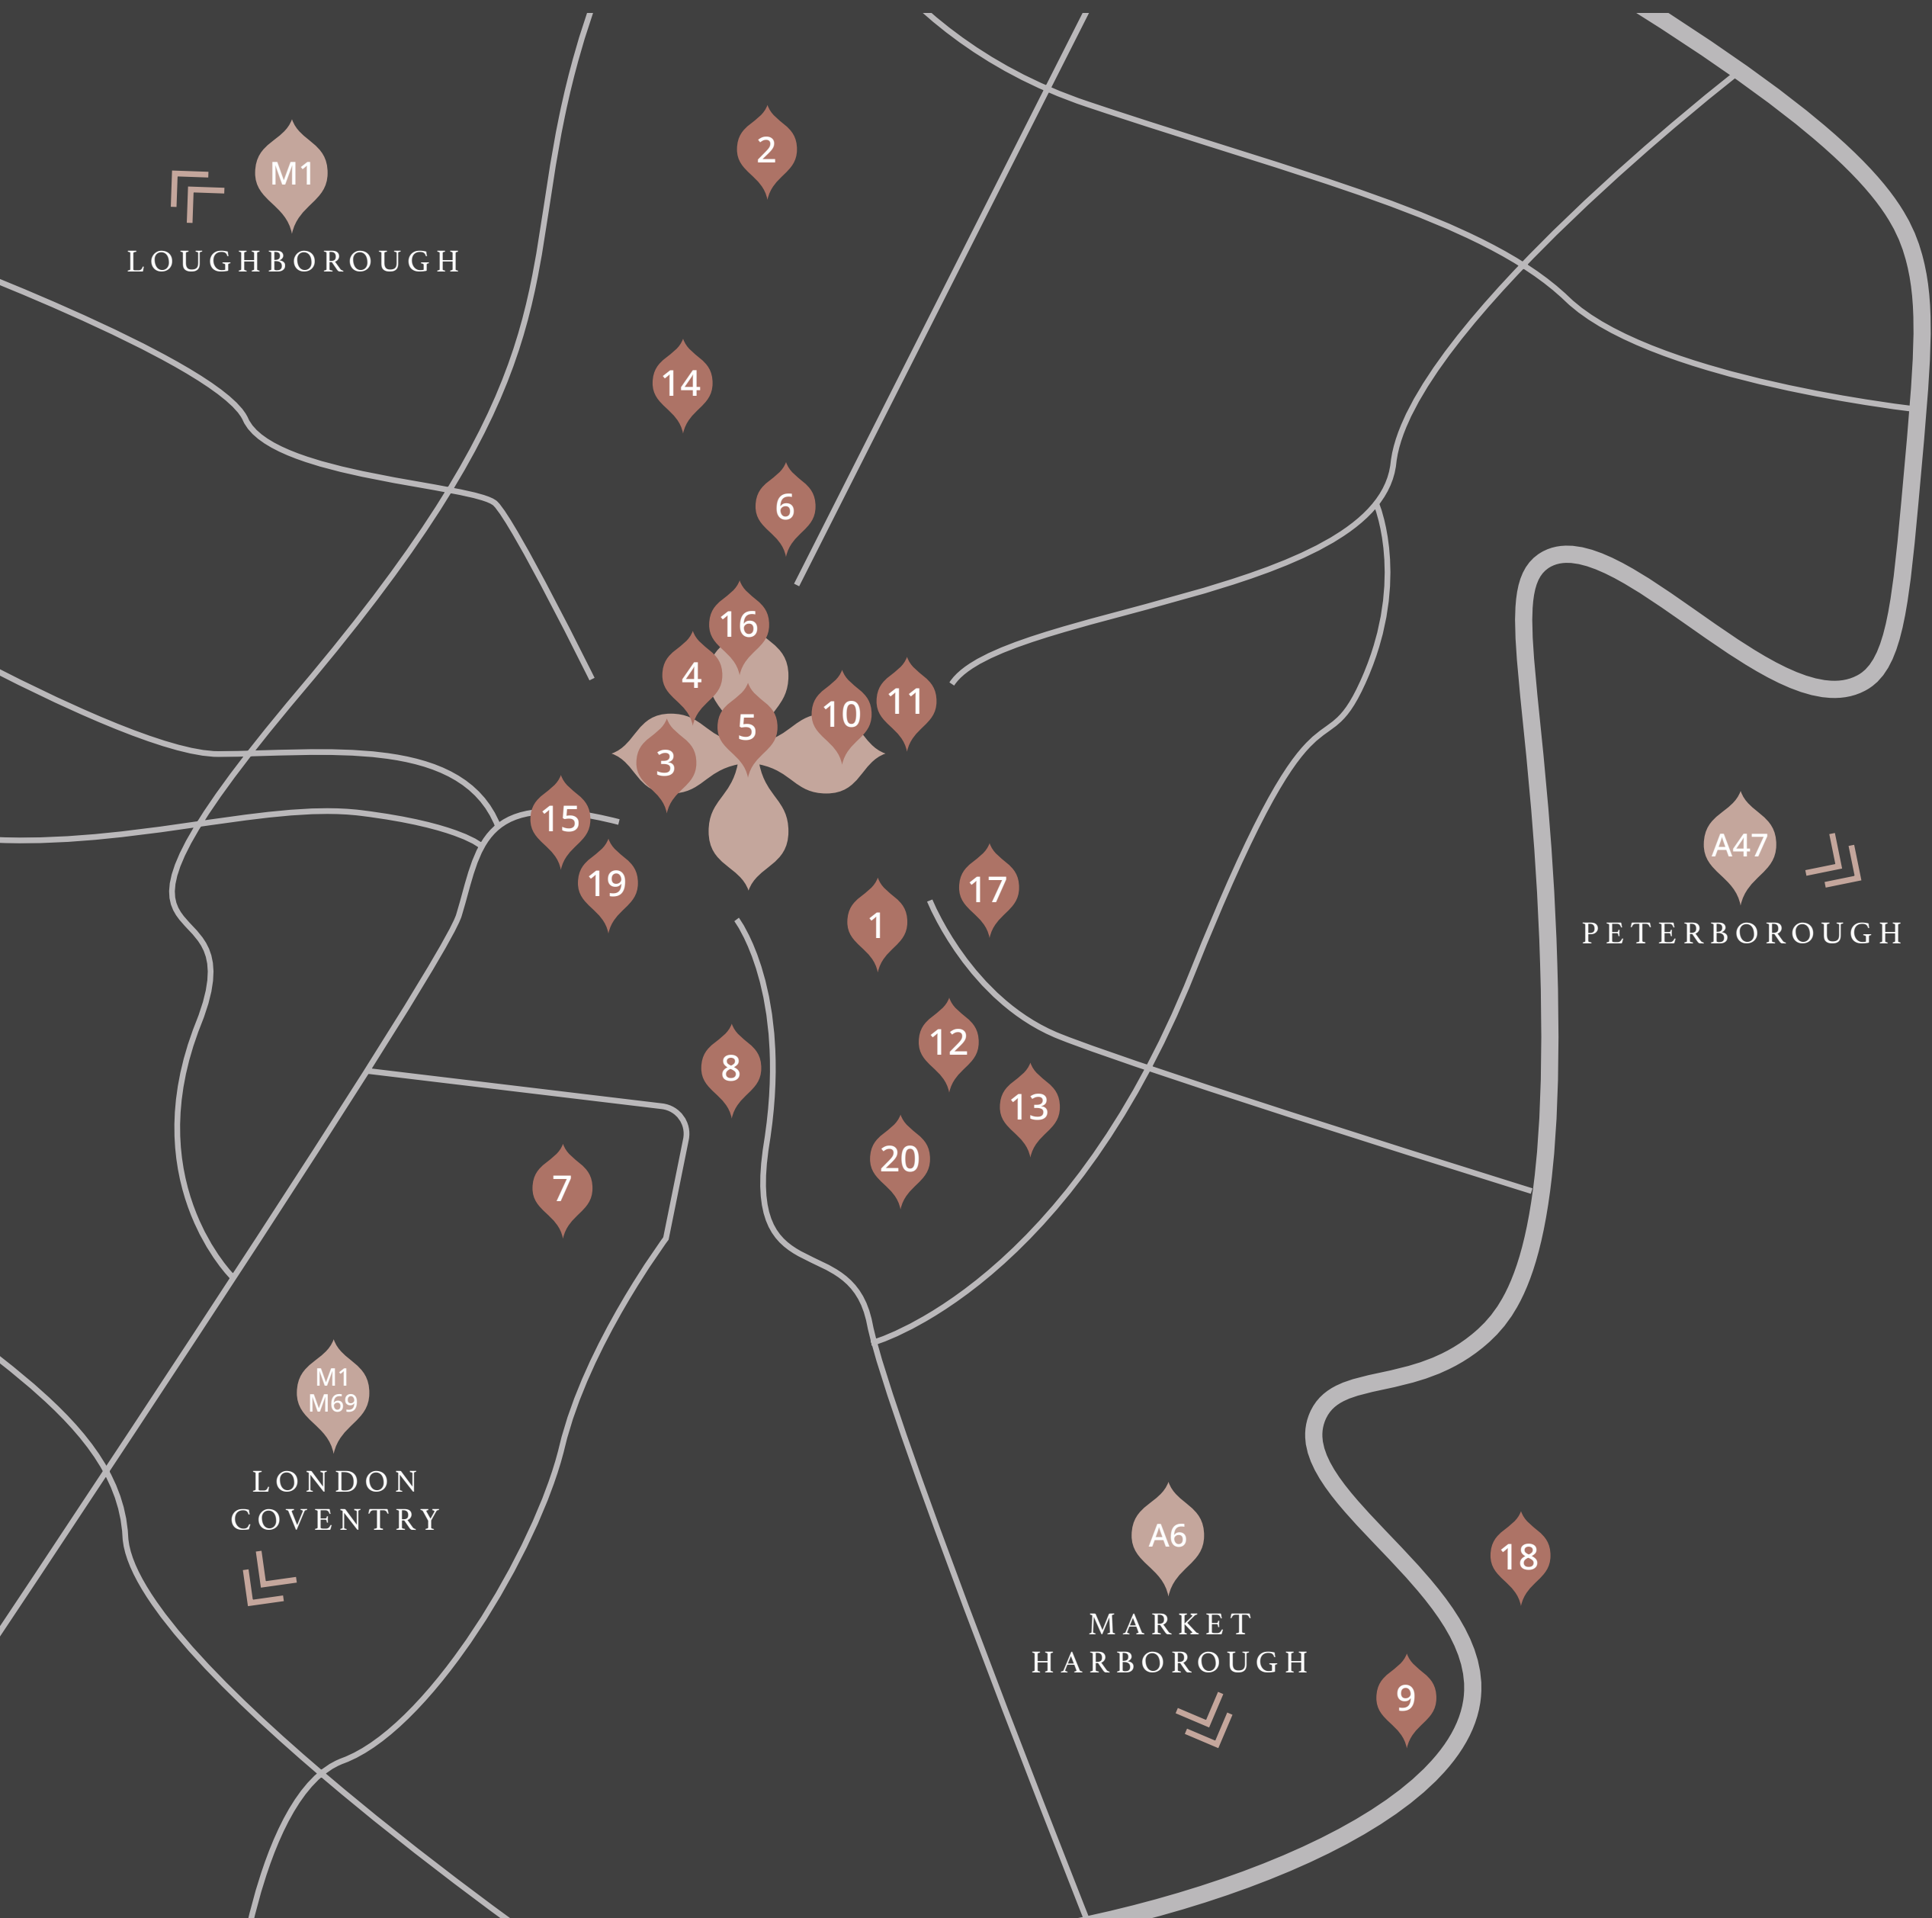 2
M1
LOUGHBOROUGH
14
6
16
4
11
10
5
3
15
A47
19
17
1
PETERBOROUGH
12
8
13
20
7
M1
M69
LONDON
COVENTRY
A6
18
MARKET
HARBOROUGH
9